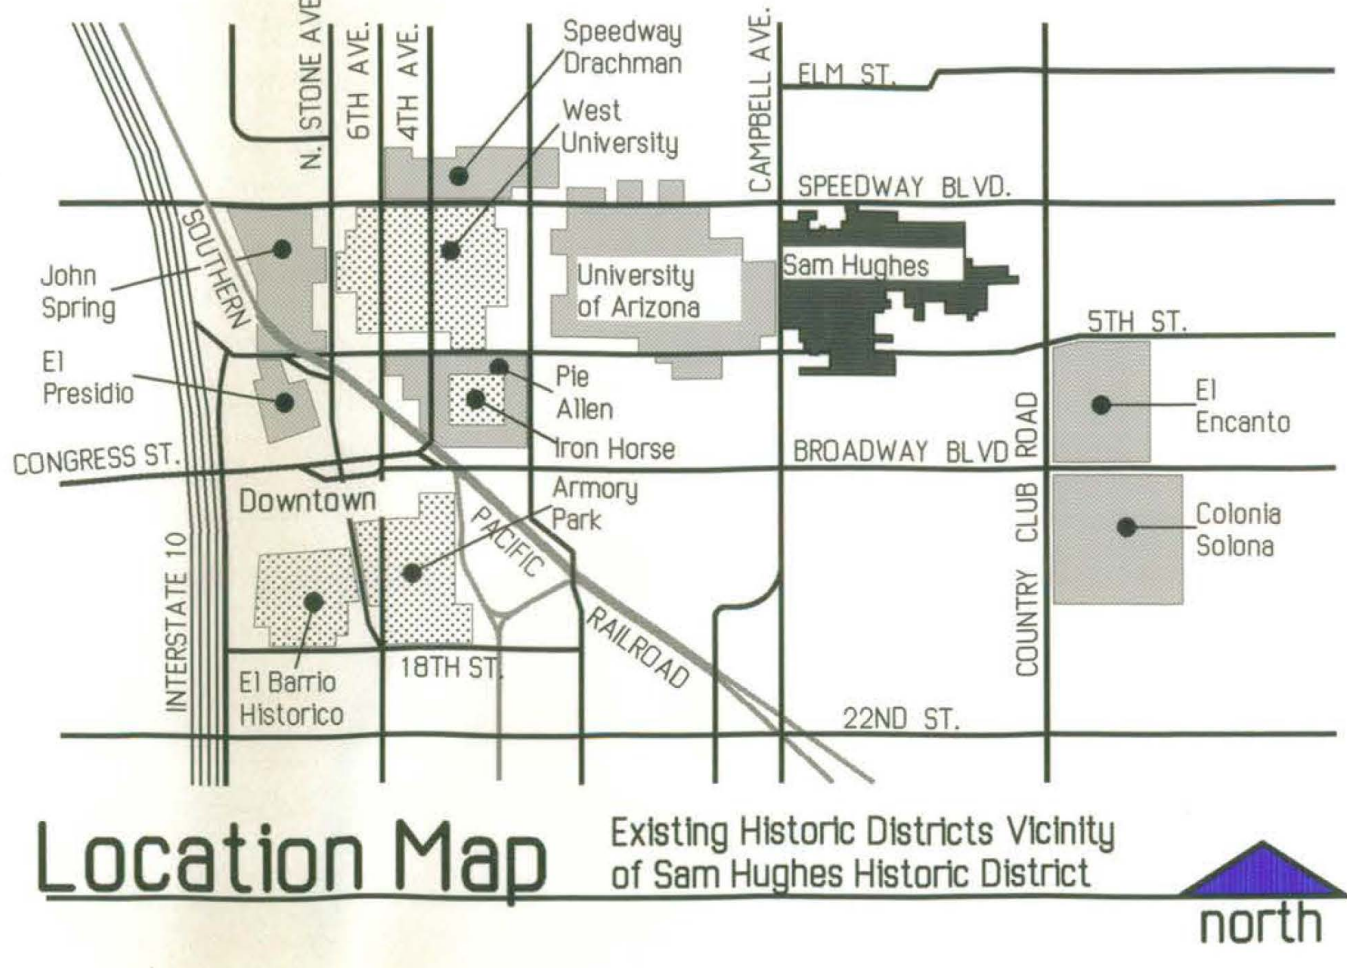 N. STONE AVE.
6TH AVE.
4TH AVE.
Speedway
Drachman
West
University
CAMPBELL AVE.
ELM ST.
SPEEDWAY BLVD.
SOUTHERN
John
Spring
University
of Arizona
Sam Hughes
5TH ST.
El
Presidio
Pie
Allen
Iron Horse
El
Encanto
CONGRESS ST.
BROADWAY BLVD
Downtown
Armory
Park
PACIFIC
COUNTRY CLUB ROAD
Colonia
Solona
INTERSTATE 10
RAILROAD
18TH ST.
El Barrio
Historico
22ND ST.
Location Map
Existing Historic Districts Vicinity
of Sam Hughes Historic District
north